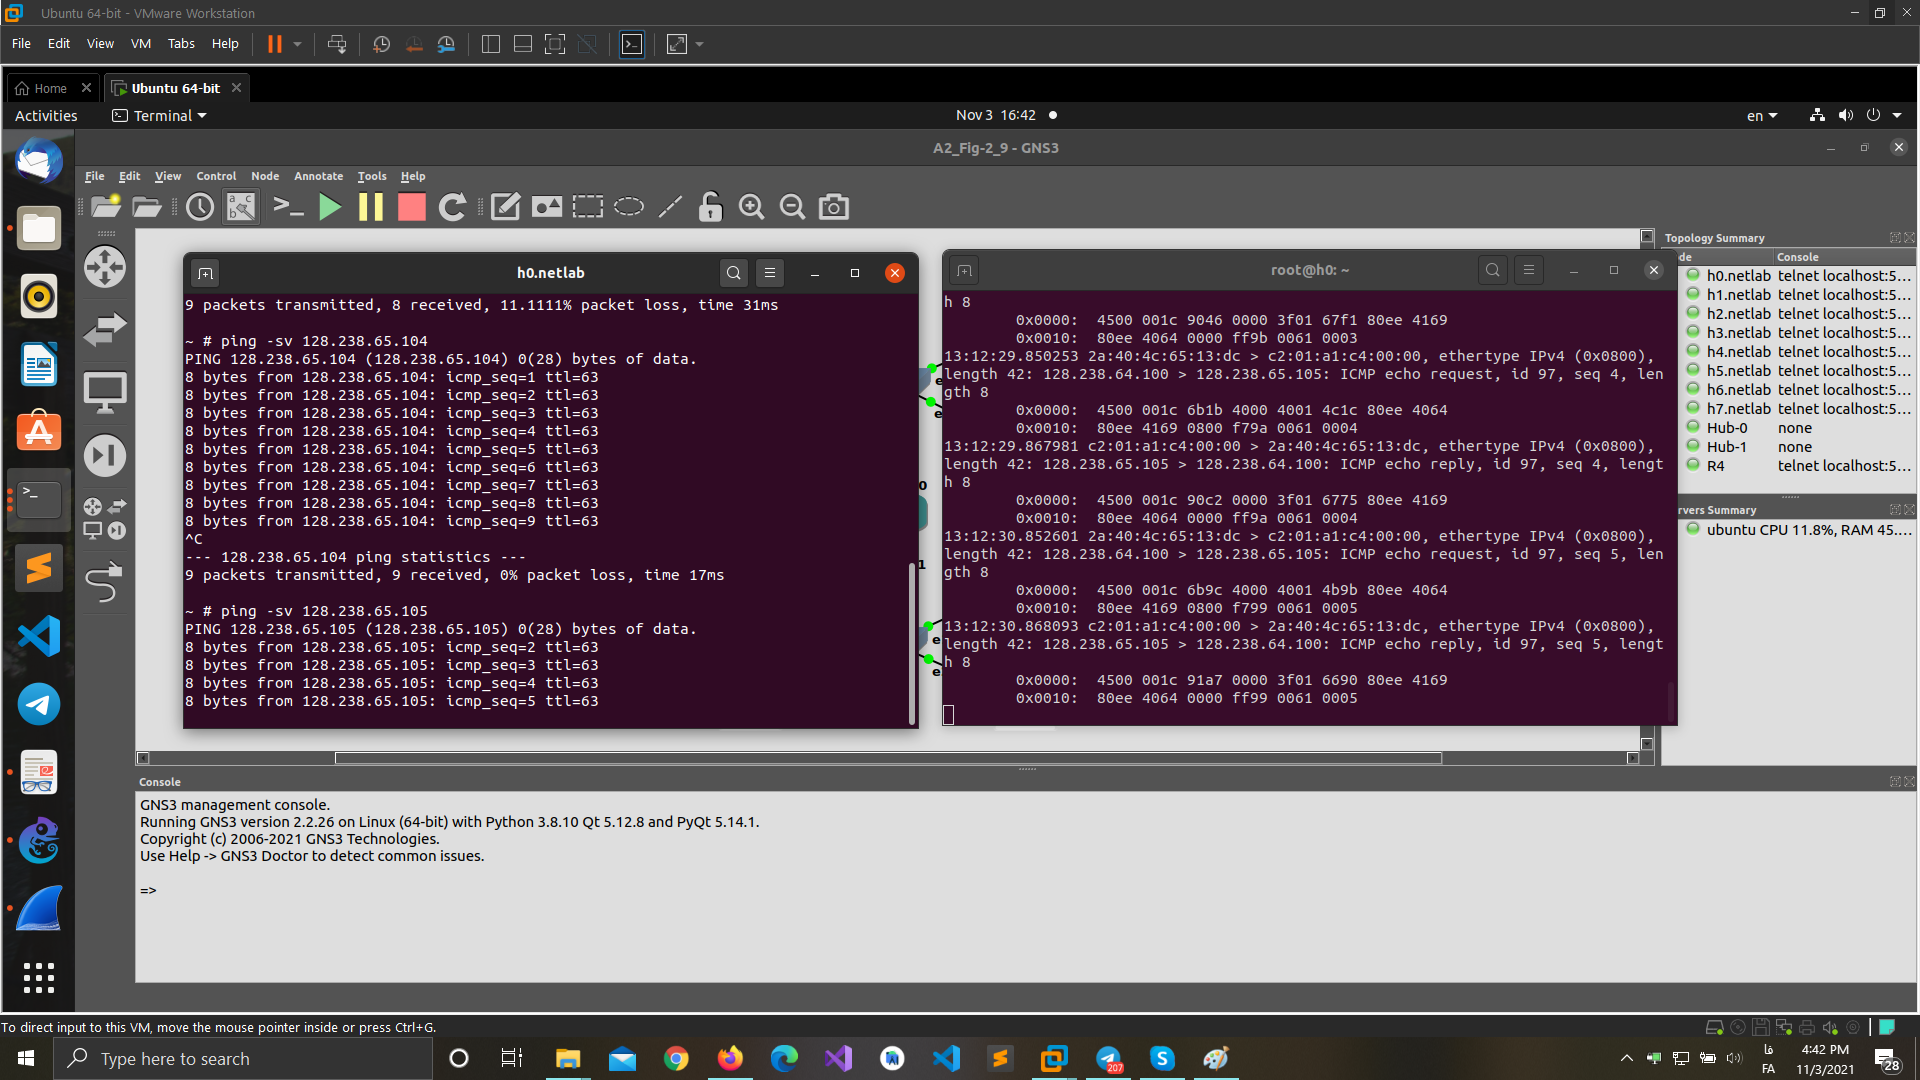 Ubuntu 64-bit - VMware Workstation
File Edit View VM Tabs Help
Home
Ubuntu 64-bit
Activities
Terminal
Nov 3 16:42
en
A2_Fig-2_9 - GNS3
File Edit View Control Node Annotate Tools Help
h0.netlab
9 packets transmitted, 8 received, 11.1111% packet loss, time 31ms
~ # ping -sv 128.238.65.104
PING 128.238.65.104 (128.238.65.104) 0(28) bytes of data.
8 bytes from 128.238.65.104: icmp_seq=1 ttl=63
8 bytes from 128.238.65.104: icmp_seq=2 ttl=63
8 bytes from 128.238.65.104: icmp_seq=3 ttl=63
8 bytes from 128.238.65.104: icmp_seq=4 ttl=63
8 bytes from 128.238.65.104: icmp_seq=5 ttl=63
8 bytes from 128.238.65.104: icmp_seq=6 ttl=63
8 bytes from 128.238.65.104: icmp_seq=7 ttl=63
8 bytes from 128.238.65.104: icmp_seq=8 ttl=63
8 bytes from 128.238.65.104: icmp_seq=9 ttl=63
^C
--- 128.238.65.104 ping statistics ---
9 packets transmitted, 9 received, 0% packet loss, time 17ms
~ # ping -sv 128.238.65.105
PING 128.238.65.105 (128.238.65.105) 0(28) bytes of data.
8 bytes from 128.238.65.105: icmp_seq=2 ttl=63
8 bytes from 128.238.65.105: icmp_seq=3 ttl=63
8 bytes from 128.238.65.105: icmp_seq=4 ttl=63
8 bytes from 128.238.65.105: icmp_seq=5 ttl=63
e
e
0
1
e
e
root@h0: ~
h 8
0x0000: 4500 001c 9046 0000 3f01 67f1 80ee 4169
0x0010: 80ee 4064 0000 ff9b 0061 0003
13:12:29.850253 2a:40:4c:65:13:dc > c2:01:a1:c4:00:00, ethertype IPv4 (0x0800),
length 42: 128.238.64.100 > 128.238.65.105: ICMP echo request, id 97, seq 4, len
gth 8
0x0000: 4500 001c 6b1b 4000 4001 4c1c 80ee 4064
0x0010: 80ee 4169 0800 f79a 0061 0004
13:12:29.867981 c2:01:a1:c4:00:00 > 2a:40:4c:65:13:dc, ethertype IPv4 (0x0800),
length 42: 128.238.65.105 > 128.238.64.100: ICMP echo reply, id 97, seq 4, lengt
h 8
0x0000: 4500 001c 90c2 0000 3f01 6775 80ee 4169
0x0010: 80ee 4064 0000 ff9a 0061 0004
13:12:30.852601 2a:40:4c:65:13:dc > c2:01:a1:c4:00:00, ethertype IPv4 (0x0800),
length 42: 128.238.64.100 > 128.238.65.105: ICMP echo request, id 97, seq 5, len
gth 8
0x0000: 4500 001c 6b9c 4000 4001 4b9b 80ee 4064
0x0010: 80ee 4169 0800 f799 0061 0005
13:12:30.868093 c2:01:a1:c4:00:00 > 2a:40:4c:65:13:dc, ethertype IPv4 (0x0800),
length 42: 128.238.65.105 > 128.238.64.100: ICMP echo reply, id 97, seq 5, lengt
h 8
0x0000: 4500 001c 91a7 0000 3f01 6690 80ee 4169
0x0010: 80ee 4064 0000 ff99 0061 0005
Topology Summary
de Console
h0.netlab telnet localhost:5...
h1.netlab telnet localhost:5...
h2.netlab telnet localhost:5...
h3.netlab telnet localhost:5...
h4.netlab telnet localhost:5...
h5.netlab telnet localhost:5...
h6.netlab telnet localhost:5...
h7.netlab telnet localhost:5...
Hub-0 none
Hub-1 none
R4 telnet localhost:5...
rvers Summary
ubuntu CPU 11.8%, RAM 45....
Console
GNS3 management console.
Running GNS3 version 2.2.26 on Linux (64-bit) with Python 3.8.10 Qt 5.12.8 and PyQt 5.14.1.
Copyright (c) 2006-2021 GNS3 Technologies.
Use Help -> GNS3 Doctor to detect common issues.
=>
To direct input to this VM, move the mouse pointer inside or press Ctrl+G.
Type here to search
207
فا
FA
4:42 PM
11/3/2021
28